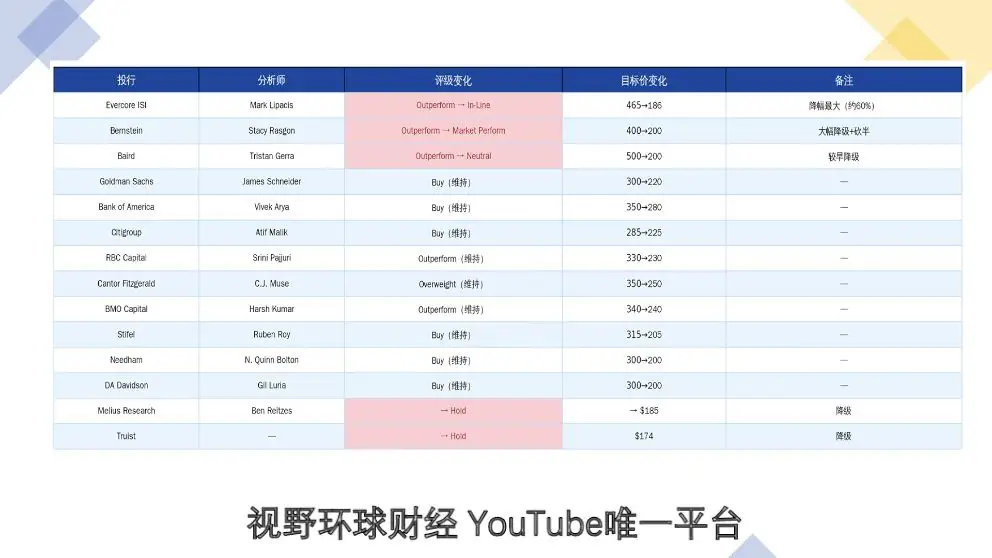 投行 分析师 评级变化 目标价变化 备注
Evercore ISI Mark Lipacis Outperform → In-Line 465→186 降幅最大（约60%）
Bernstein Stacy Rasgon Outperform → Market Perform 400→200 大幅降级+砍半
Baird Tristan Gerra Outperform → Neutral 500→200 较早降级
Goldman Sachs James Schneider Buy（维持） 300→220 —
Bank of America Vivek Arya Buy（维持） 350→280 —
Citigroup Atif Malik Buy（维持） 285→225 —
RBC Capital Srini Pajjuri Outperform（维持） 330→230 —
Cantor Fitzgerald C.J. Muse Overweight（维持） 350→250 —
BMO Capital Harsh Kumar Outperform（维持） 340→240 —
Stifel Ruben Roy Buy（维持） 315→205 —
Needham N. Quinn Bolton Buy（维持） 300→200 —
DA Davidson Gil Luria Buy（维持） 300→200 —
Melius Research Ben Reitzes → Hold → $185 降级
Truist — → Hold $174 降级
视野环球财经 YouTube唯一平台